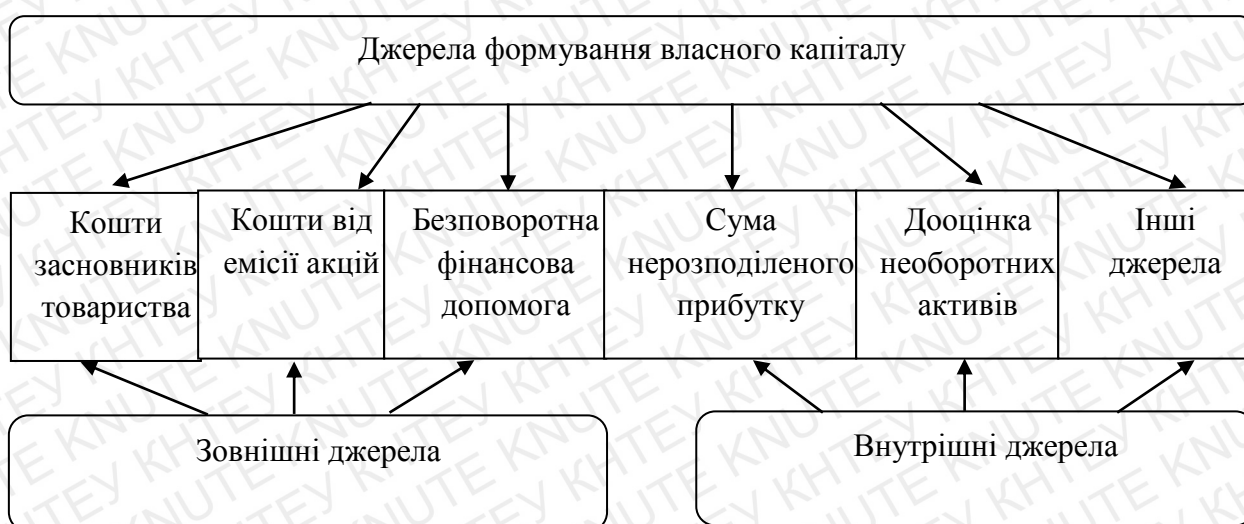 Джерела формування власного капіталу
Кошти
засновників
товариства
Кошти від
емісії акцій
Безповоротна
фінансова
допомога
Сума
нерозподіленого
прибутку
Дооцінка
необоротних
активів
Інші
джерела
Зовнішні джерела
Внутрішні джерела